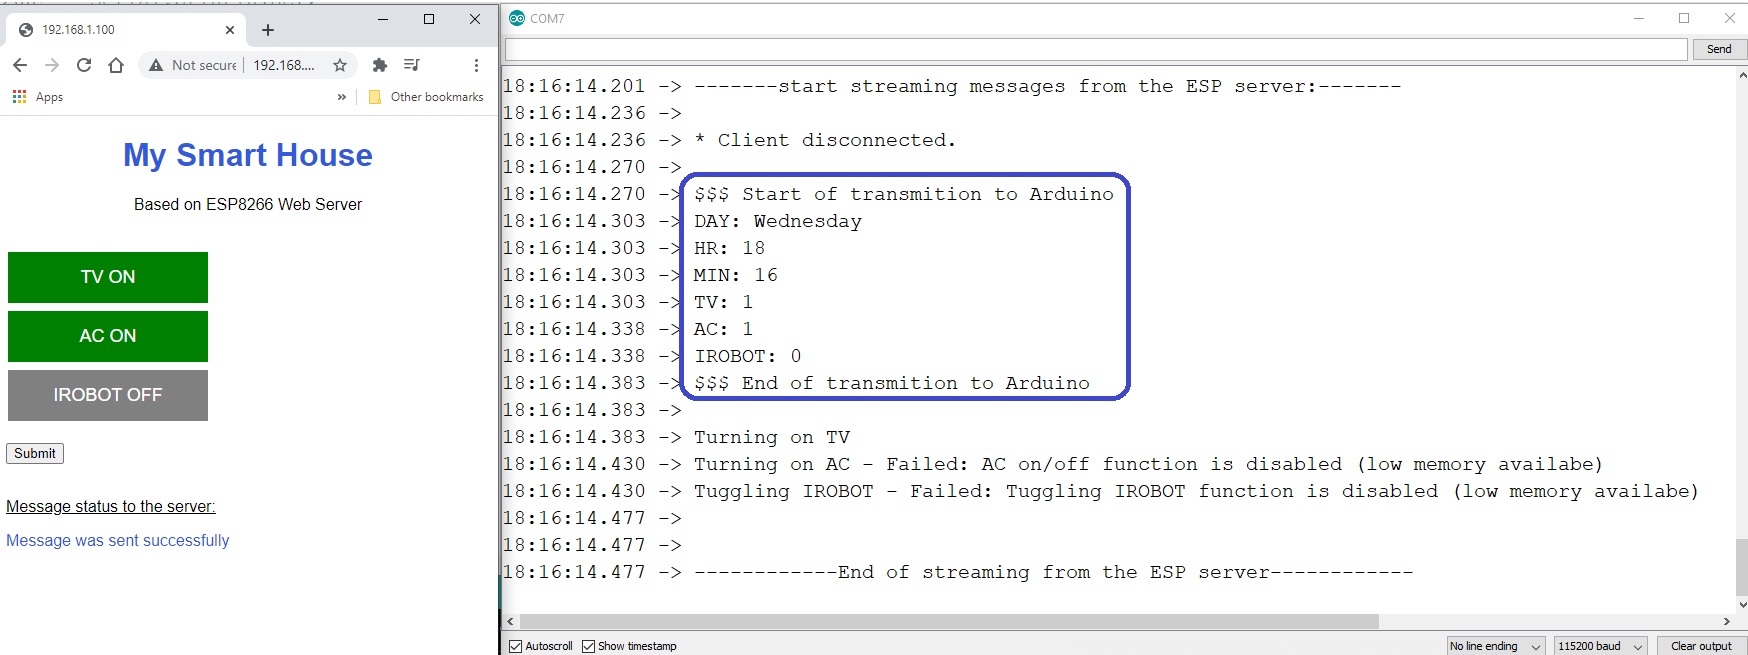 192.168.1.100
Not secure
192.168....
Apps
»
Other bookmarks
My Smart House
Based on ESP8266 Web Server
TV ON
AC ON
IROBOT OFF
Submit
Message status to the server:
Message was sent successfully
COM7
Send
18:16:14.201 -> -------start streaming messages from the ESP server:-------
18:16:14.236 ->
18:16:14.236 -> * Client disconnected.
18:16:14.270 ->
18:16:14.270 -> $$$ Start of transmition to Arduino
18:16:14.303 -> DAY: Wednesday
18:16:14.303 -> HR: 18
18:16:14.303 -> MIN: 16
18:16:14.303 -> TV: 1
18:16:14.338 -> AC: 1
18:16:14.338 -> IROBOT: 0
18:16:14.383 -> $$$ End of transmition to Arduino
18:16:14.383 ->
18:16:14.383 -> Turning on TV
18:16:14.430 -> Turning on AC - Failed: AC on/off function is disabled (low memory availabe)
18:16:14.430 -> Tuggling IROBOT - Failed: Tuggling IROBOT function is disabled (low memory availabe)
18:16:14.477 ->
18:16:14.477 ->
18:16:14.477 -> ------------End of streaming from the ESP server------------
Autoscroll
Show timestamp
No line ending
115200 baud
Clear output